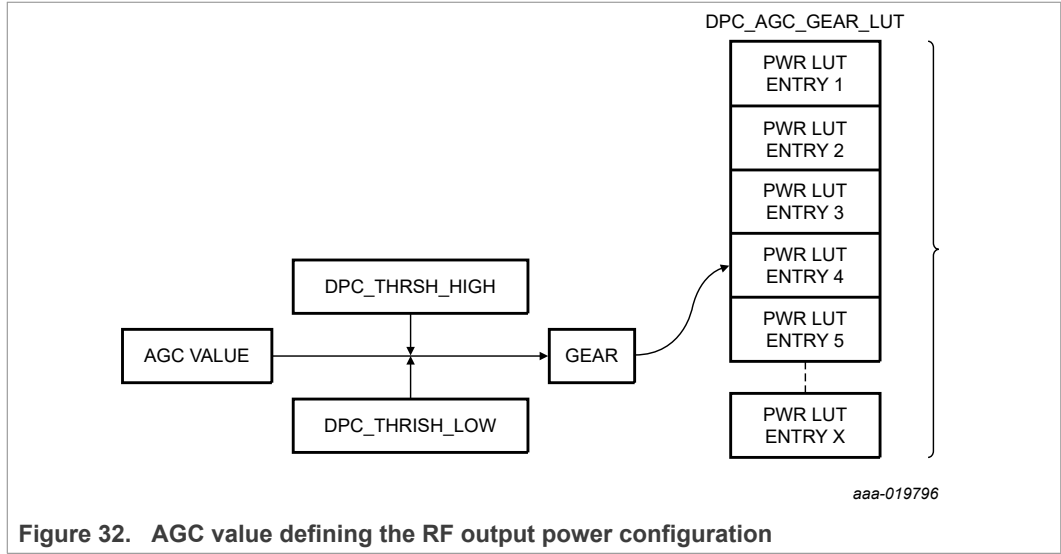 DPC_AGC_GEAR_LUT
PWR LUT
ENTRY 1
PWR LUT
ENTRY 2
PWR LUT
ENTRY 3
PWR LUT
ENTRY 4
PWR LUT
ENTRY 5
PWR LUT
ENTRY X
DPC_THRSH_HIGH
AGC VALUE
GEAR
DPC_THRISH_LOW
aaa-019796
Figure 32. AGC value defining the RF output power configuration